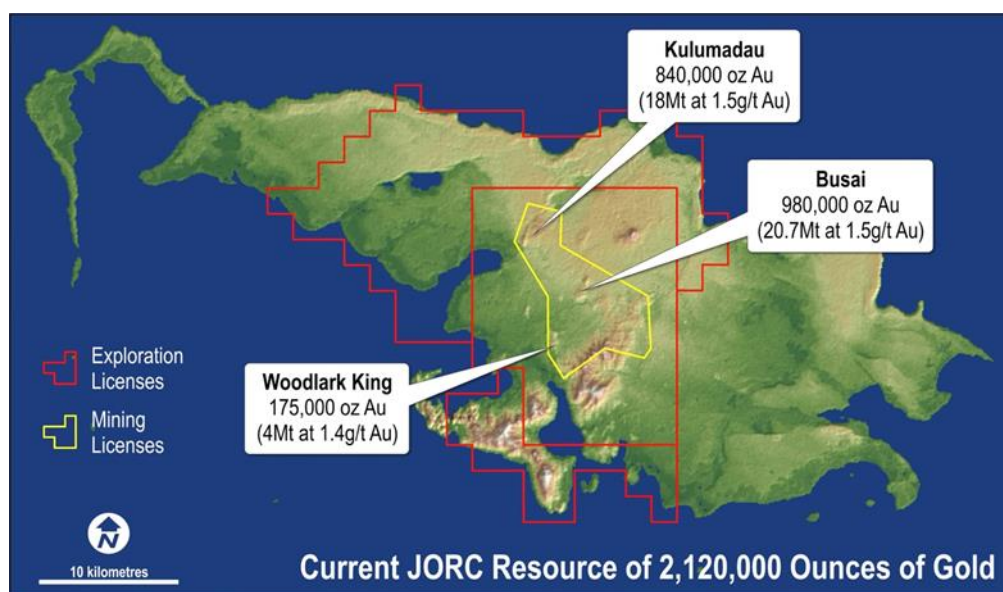 Kulumadau
840,000 oz Au
(18Mt at 1.5g/t Au)
Busai
980,000 oz Au
(20.7Mt at 1.5g/t Au)
Exploration
Licenses
Mining
Licenses
Woodlark King
175,000 oz Au
(4Mt at 1.4g/t Au)
N
10 kilometres
Current JORC Resource of 2,120,000 Ounces of Gold